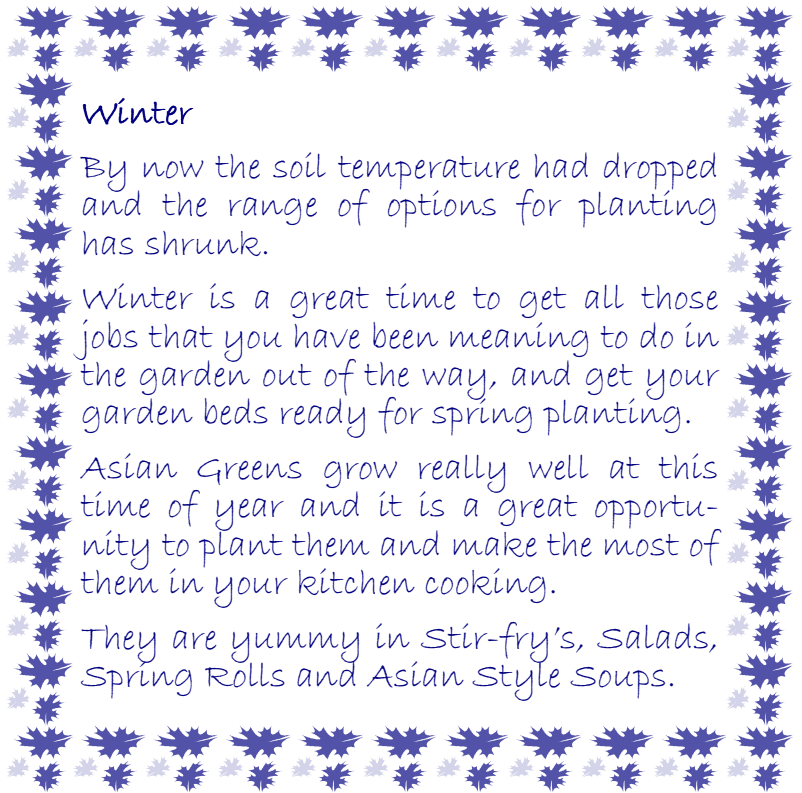 Winter
By now the soil temperature had dropped
and the range of options for planting
has shrunk.
Winter is a great time to get all those
jobs that you have been meaning to do in
the garden out of the way, and get your
garden beds ready for spring planting.
Asian Greens grow really well at this
time of year and it is a great opportu-
nity to plant them and make the most of
them in your kitchen cooking.
They are yummy in Stir-fry's, Salads,
Spring Rolls and Asian Style Soups.